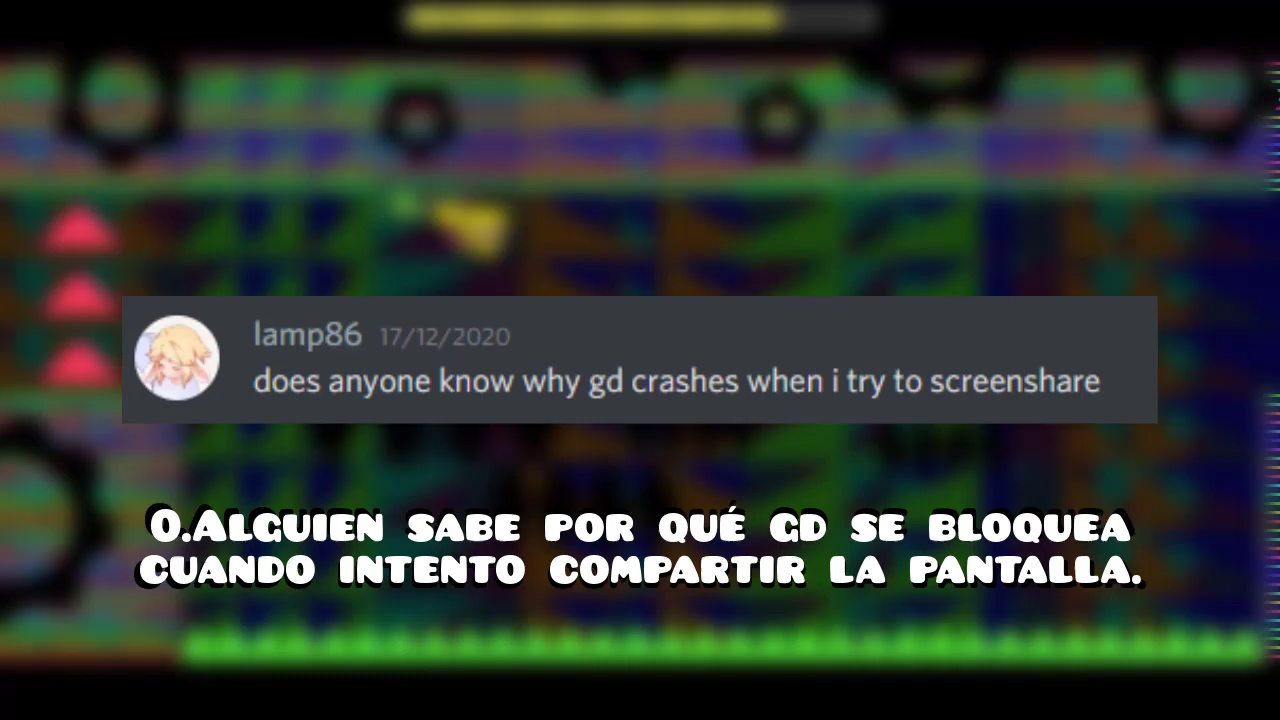 lamp86 17/12/2020
does anyone know why gd crashes when i try to screenshare
O.ALGUIEN SABE POR QUÉ GD SE BLOQUEA
CUANDO INTENTO COMPARTIR LA PANTALLA.